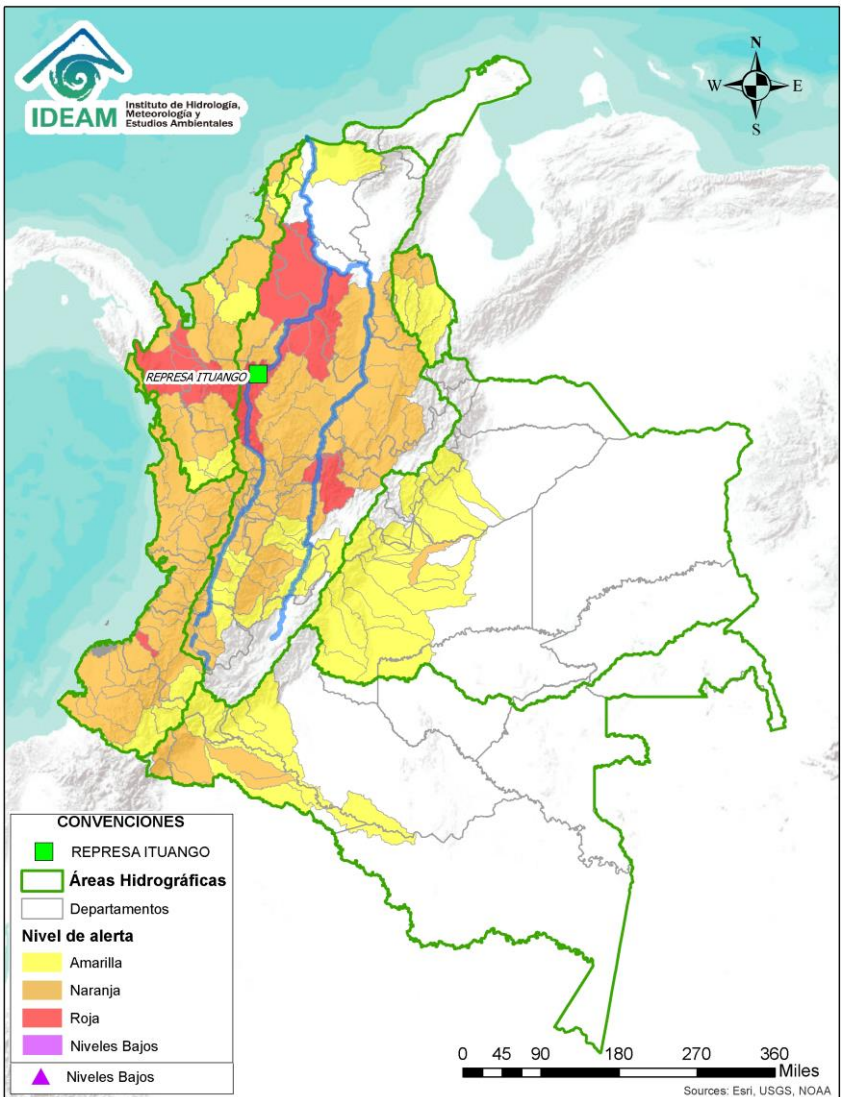 IDEAM
Instituto de Hidrología,
Meteorología y
Estudios Ambientales
N
W
E
S
REPRESA ITUANGO
CONVENCIONES
REPRESA ITUANGO
Áreas Hidrográficas
Departamentos
Nivel de alerta
Amarilla
Naranja
Roja
Niveles Bajos
Niveles Bajos
0 45 90 180 270 360
Miles
Sources: Esri, USGS, NOAA